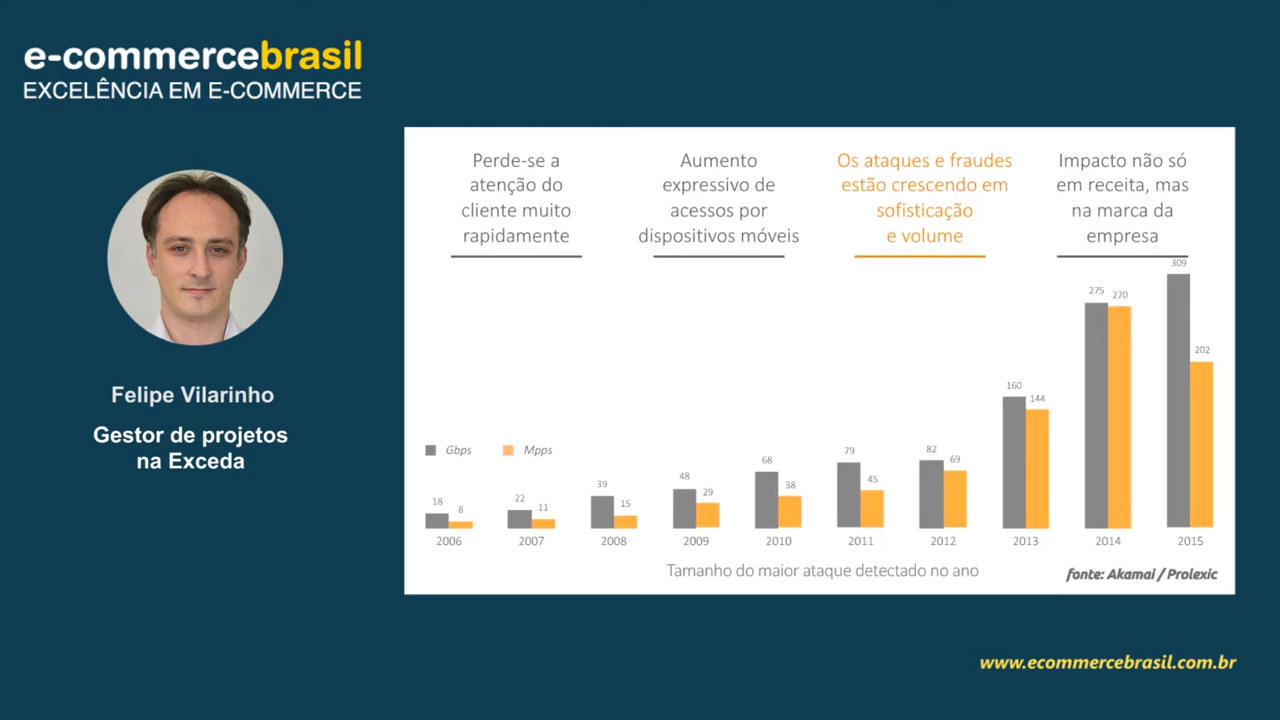 e-commercebrasil
EXCELÊNCIA EM E-COMMERCE
Felipe Vilarinho
Gestor de projetos
na Exceda
Perde-se a
atenção do
cliente muito
rapidamente
Aumento
expressivo de
acessos por
dispositivos móveis
Os ataques e fraudes
estão crescendo em
sofisticação
e volume
Impacto não só
em receita, mas
na marca da
empresa
Gbps Mpps
18 8
22 11
39 15
48 29
68 38
79 45
82 69
160 144
275 270
309 202
2006 2007 2008 2009 2010 2011 2012 2013 2014 2015
Tamanho do maior ataque detectado no ano
fonte: Akamai / Prolexic
www.ecommercebrasil.com.br